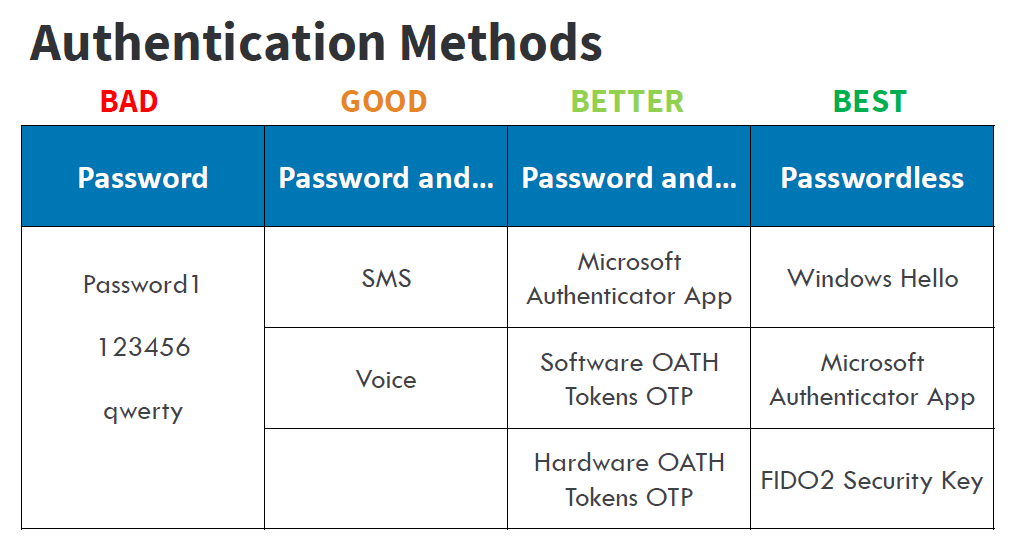 Authentication Methods
BAD
GOOD
BETTER
BEST
Password
Password and...
Password and...
Passwordless
Password1
123456
qwerty
SMS
Voice
Microsoft
Authenticator App
Software OATH
Tokens OTP
Hardware OATH
Tokens OTP
Windows Hello
Microsoft
Authenticator App
FIDO2 Security Key